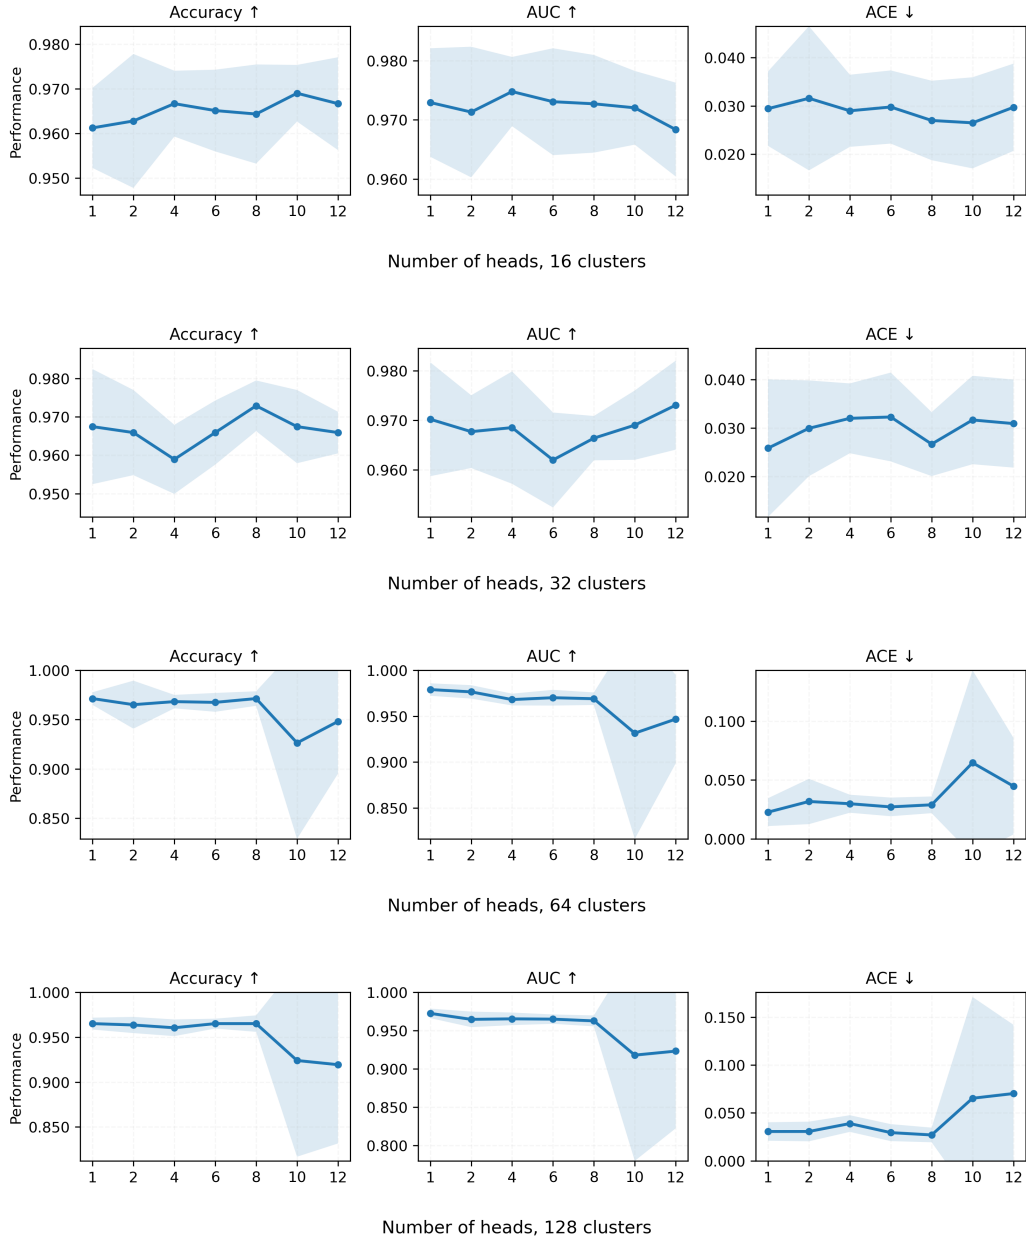 Accuracy ↑ AUC ↑ ACE ↓
Performance
0.980 0.970 0.960 0.950
0.980 0.970 0.960
0.040 0.030 0.020
1 2 4 6 8 10 12 1 2 4 6 8 10 12 1 2 4 6 8 10 12
Number of heads, 16 clusters
Accuracy ↑ AUC ↑ ACE ↓
Performance
0.980 0.970 0.960 0.950
0.980 0.970 0.960
0.040 0.030 0.020
1 2 4 6 8 10 12 1 2 4 6 8 10 12 1 2 4 6 8 10 12
Number of heads, 32 clusters
Accuracy ↑ AUC ↑ ACE ↓
Performance
1.000 0.950 0.900 0.850
1.000 0.950 0.900 0.850
0.100 0.050 0.000
1 2 4 6 8 10 12 1 2 4 6 8 10 12 1 2 4 6 8 10 12
Number of heads, 64 clusters
Accuracy ↑ AUC ↑ ACE ↓
Performance
1.000 0.950 0.900 0.850
1.000 0.950 0.900 0.850 0.800
0.150 0.100 0.050 0.000
1 2 4 6 8 10 12 1 2 4 6 8 10 12 1 2 4 6 8 10 12
Number of heads, 128 clusters